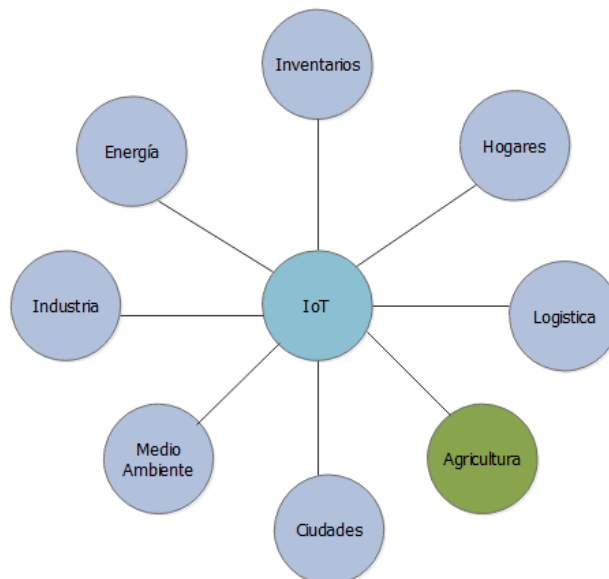 Inventarios
Energía
Hogares
Industria
IoT
Logistica
Medio
Ambiente
Agricultura
Ciudades